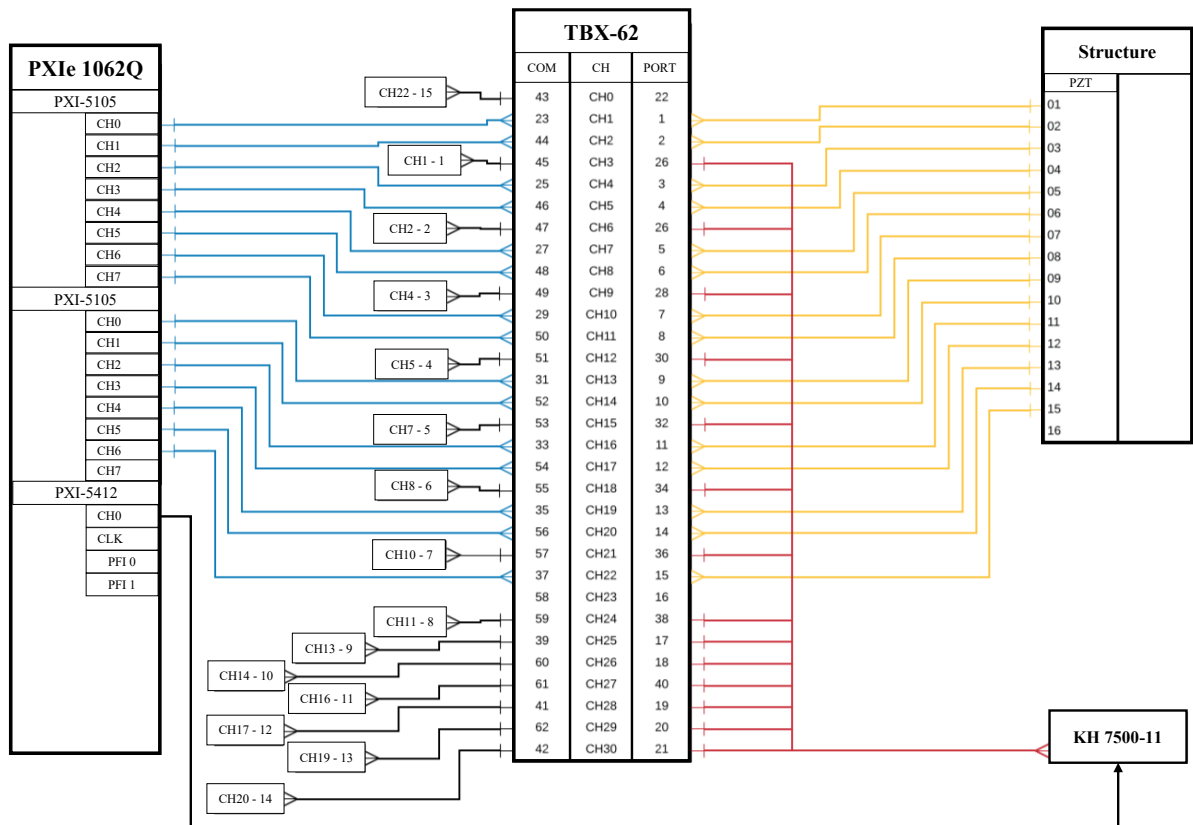 TBX-62
COM CH PORT
43 CH0 22
23 CH1 1
44 CH2 2
45 CH3 26
25 CH4 3
46 CH5 4
47 CH6 26
27 CH7 5
48 CH8 6
49 CH9 28
29 CH10 7
50 CH11 8
51 CH12 30
31 CH13 9
52 CH14 10
53 CH15 32
33 CH16 11
54 CH17 12
55 CH18 34
35 CH19 13
56 CH20 14
57 CH21 36
37 CH22 15
58 CH23 16
59 CH24 38
39 CH25 17
60 CH26 18
61 CH27 40
41 CH28 19
62 CH29 20
42 CH30 21
PXIe 1062Q
PXI-5105
CH0
CH1
CH2
CH3
CH4
CH5
CH6
CH7
PXI-5105
CH0
CH1
CH2
CH3
CH4
CH5
CH6
CH7
PXI-5412
CH0
CLK
PFI 0
PFI 1
CH22 - 15
CH1 - 1
CH2 - 2
CH4 - 3
CH5 - 4
CH7 - 5
CH8 - 6
CH10 - 7
CH11 - 8
CH13 - 9
CH14 - 10
CH16 - 11
CH17 - 12
CH19 - 13
CH20 - 14
Structure
PZT
01
02
03
04
05
06
07
08
09
10
11
12
13
14
15
16
KH 7500-11